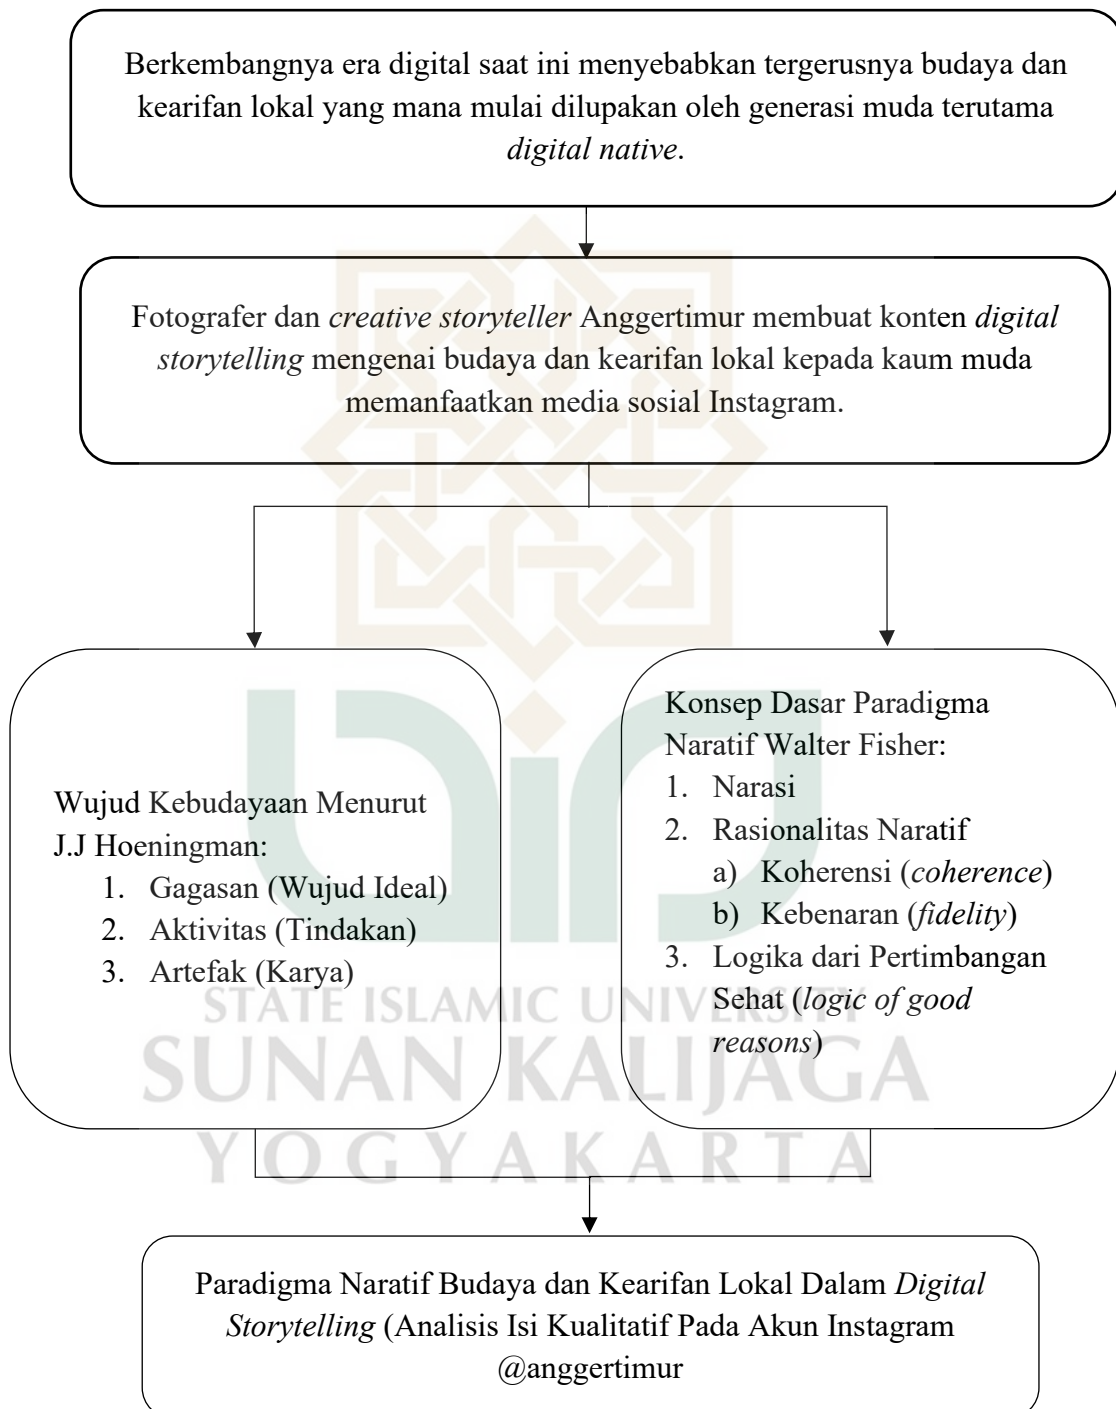 Berkembangnya era digital saat ini menyebabkan tergerusnya budaya dan
kearifan lokal yang mana mulai dilupakan oleh generasi muda terutama
digital native.
Fotografer dan creative storyteller Anggertimur membuat konten digital
storytelling mengenai budaya dan kearifan lokal kepada kaum muda
memanfaatkan media sosial Instagram.
Wujud Kebudayaan Menurut
J.J Hoeningman:
1. Gagasan (Wujud Ideal)
2. Aktivitas (Tindakan)
3. Artefak (Karya)
Konsep Dasar Paradigma
Naratif Walter Fisher:
1. Narasi
2. Rasionalitas Naratif
a) Koherensi (coherence)
b) Kebenaran (fidelity)
3. Logika dari Pertimbangan
Sehat (logic of good
reasons)
STATE ISLAMIC UNIVERSITY
SUNAN KALIJAGA
YOGYAKARTA
Paradigma Naratif Budaya dan Kearifan Lokal Dalam Digital
Storytelling (Analisis Isi Kualitatif Pada Akun Instagram
@anggertimur